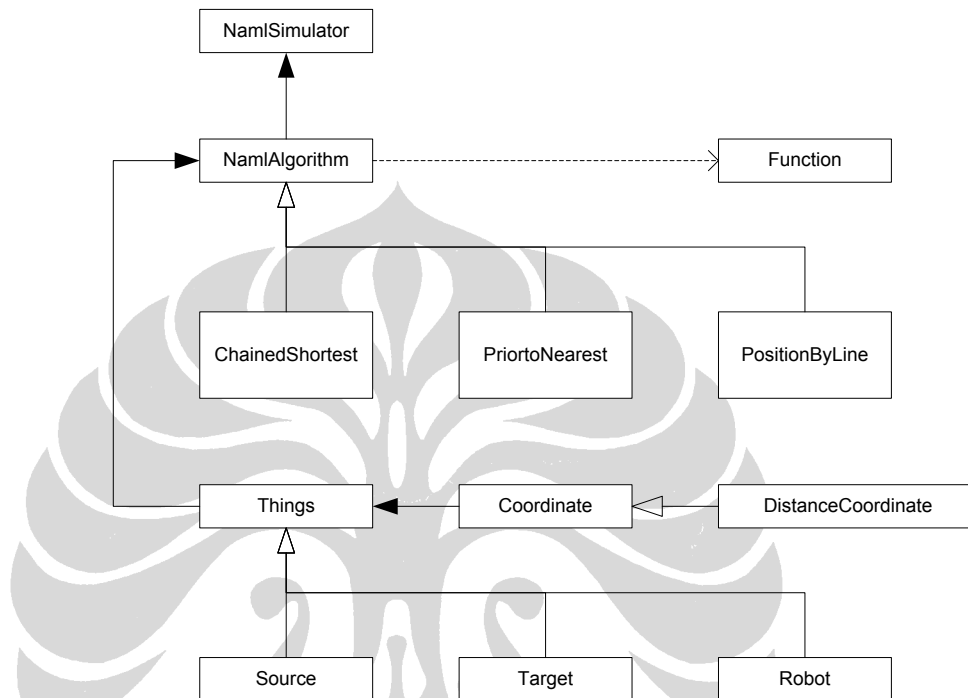 NamlSimulator
NamlAlgorithm
Function
ChainedShortest
PriortoNearest
PositionByLine
Things
Coordinate
DistanceCoordinate
Source
Target
Robot